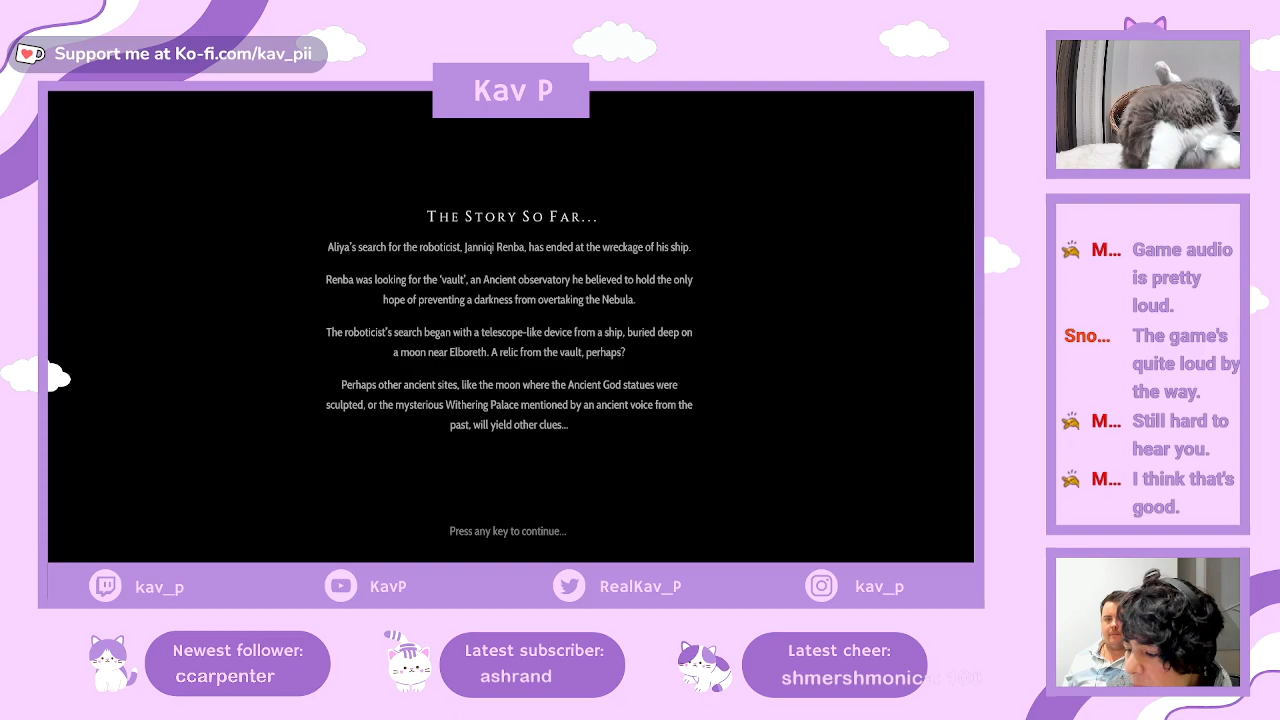 Support me at Ko-fi.com/kav_pii
Kav P
The Story So Far...
Aliya's search for the roboticist, Janniqi Renba, has ended at the wreckage of his ship.
Renba was looking for the 'vault', an Ancient observatory he believed to hold the only
hope of preventing a darkness from overtaking the Nebula.
The roboticist's search began with a telescope-like device from a ship, buried deep on
a moon near Elboreth. A relic from the vault, perhaps?
Perhaps other ancient sites, like the moon where the Ancient God statues were
sculpted, or the mysterious Withering Palace mentioned by an ancient voice from the
past, will yield other clues...
Press any key to continue...
kav_p
KavP
RealKav_P
kav_p
Newest follower:
ccarpenter
Latest subscriber:
ashrand
Latest cheer:
shmershmonica:
M... Game audio
is pretty
loud.
Sno... The game's
quite loud by
the way.
M... Still hard to
hear you.
M... I think that's
good.